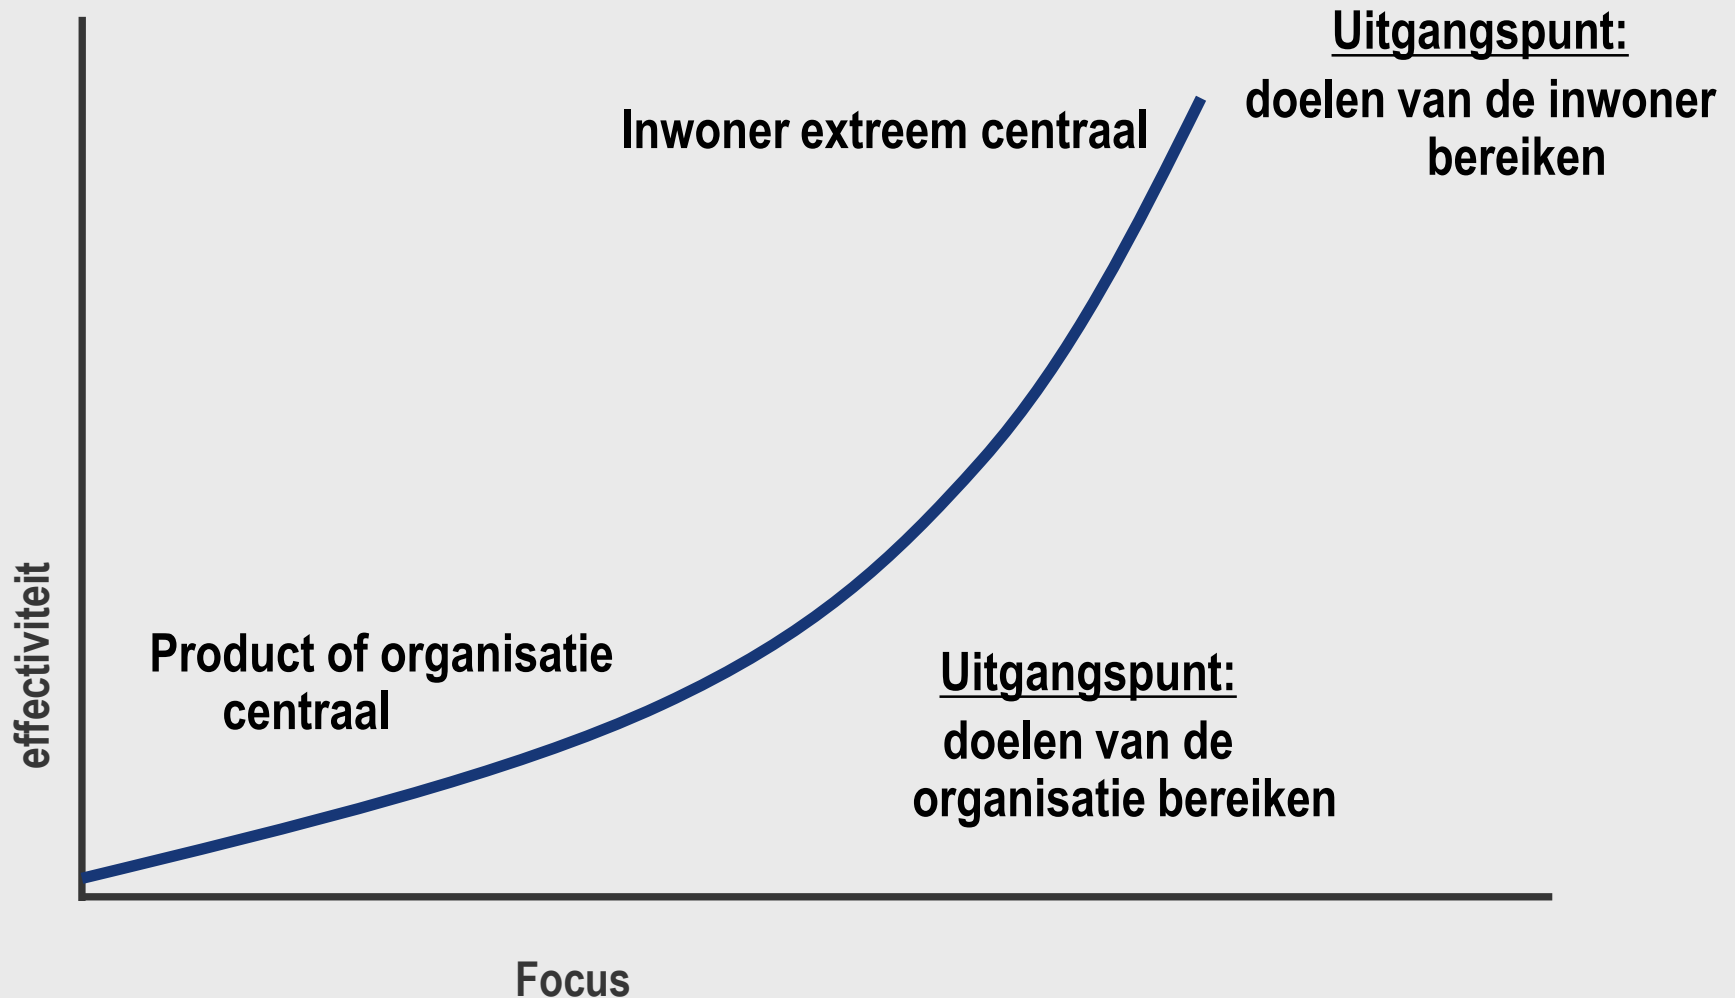 Uitgangspunt:
doelen van de inwoner
bereiken
Inwoner extreem centraal
effectiviteit
Product of organisatie
centraal
Uitgangspunt:
doelen van de
organisatie bereiken
Focus